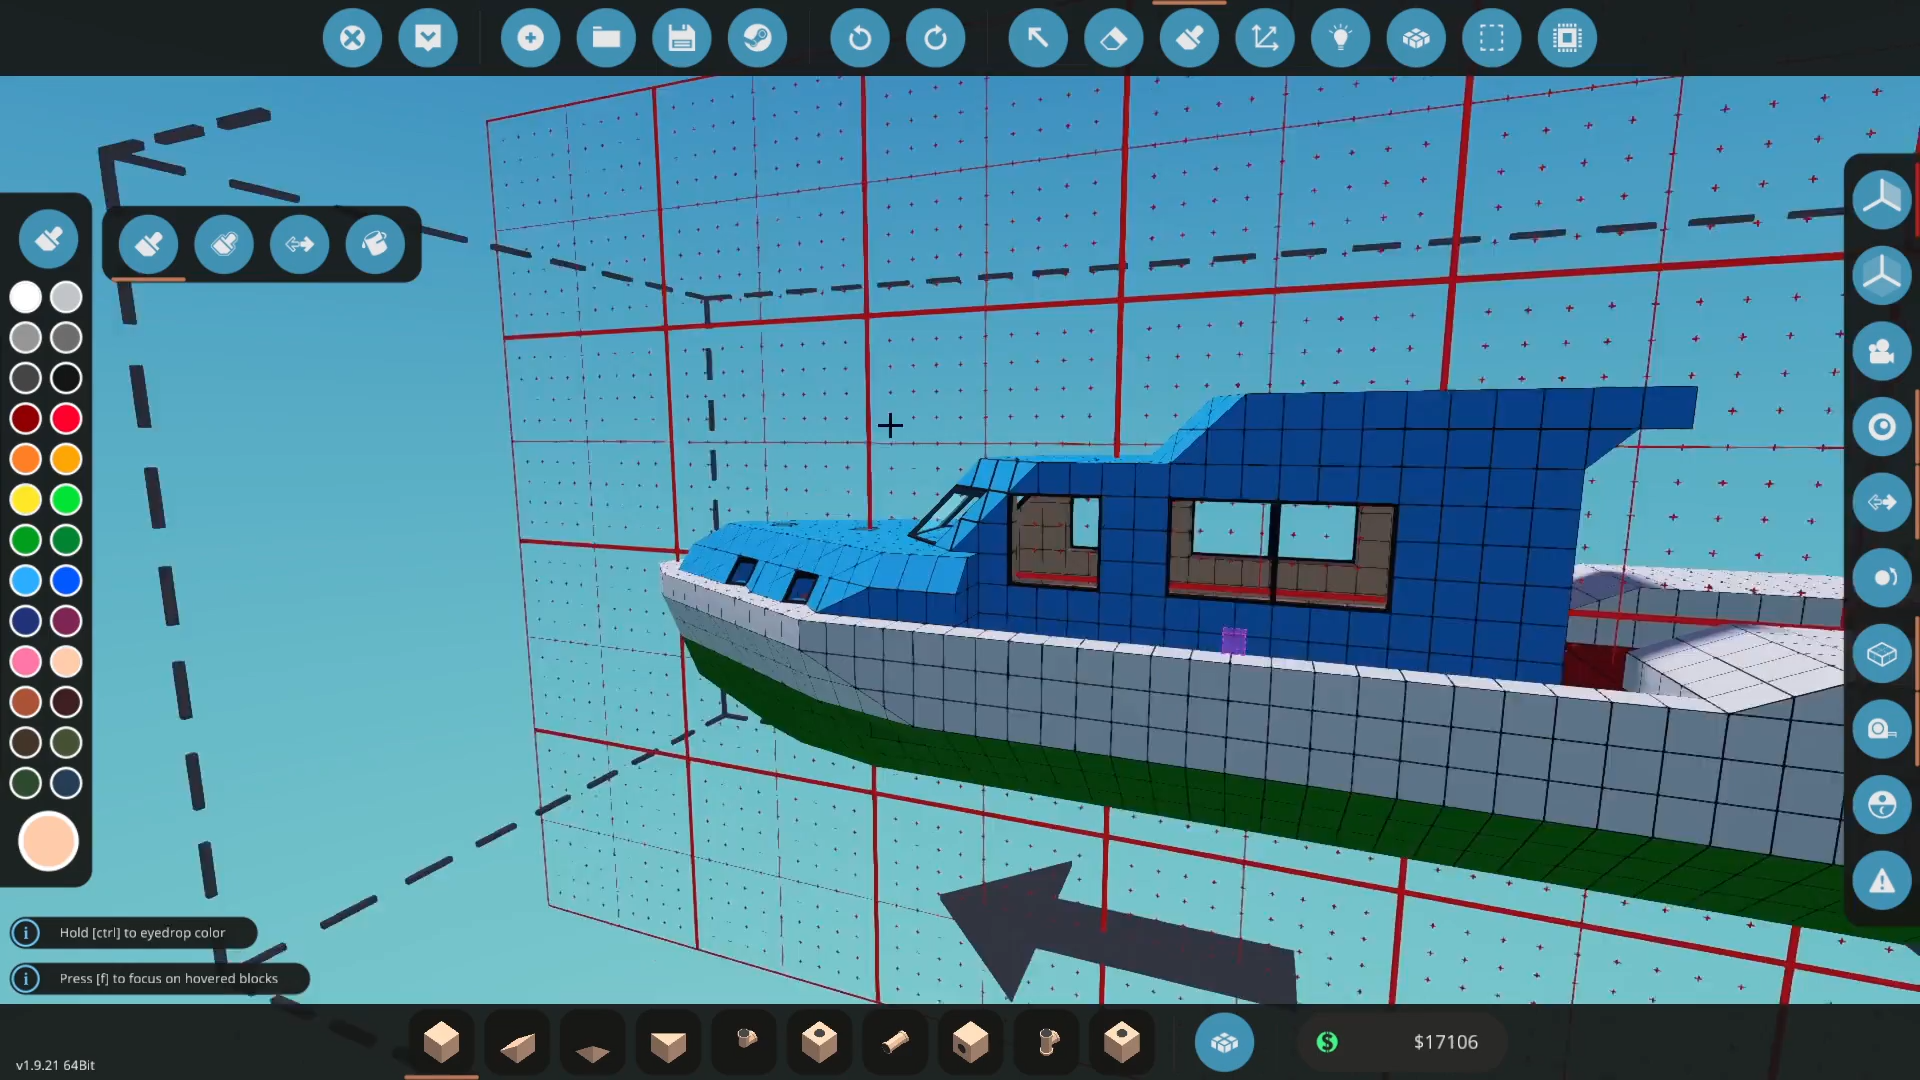 Hold [ctrl] to eyedrop color
Press [f] to focus on hovered blocks
$17106
v1.9.21 64Bit